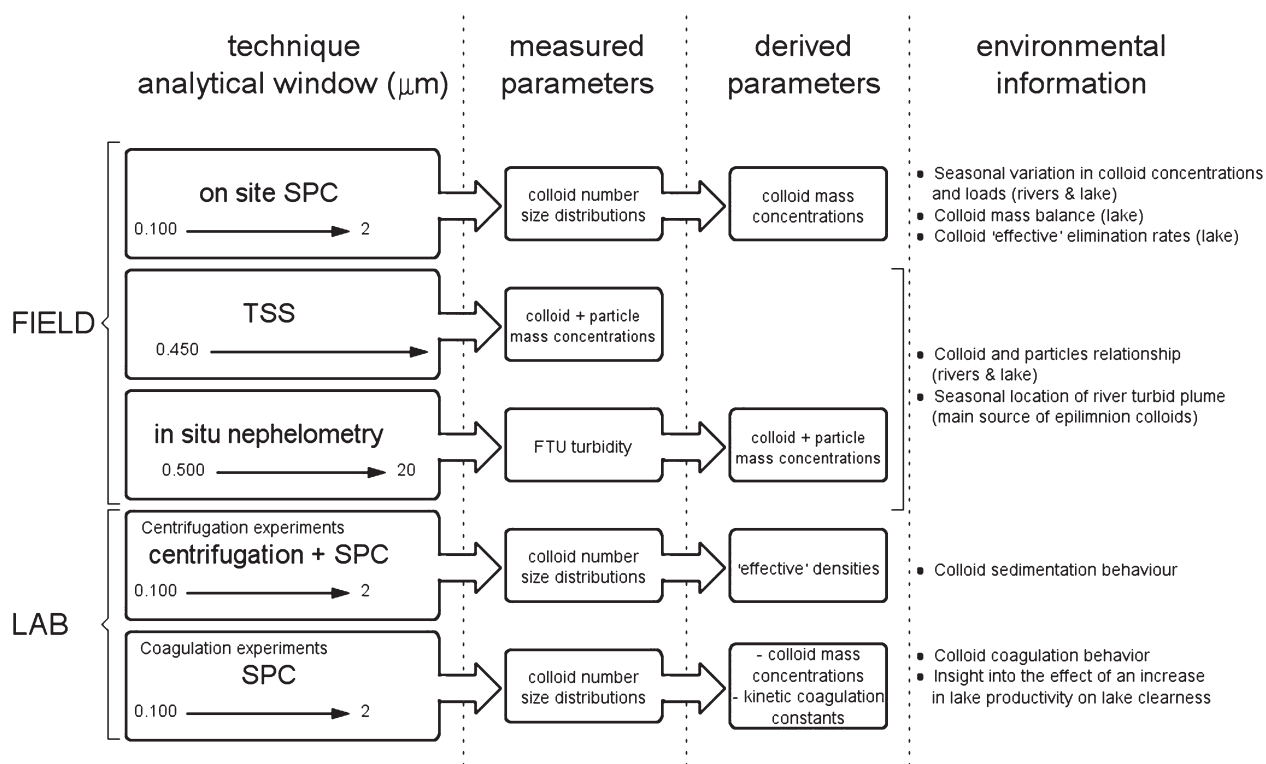 technique
analytical window (μm)
measured
parameters
derived
parameters
environmental
information
FIELD
on site SPC
0.100 2
colloid number
size distributions
colloid mass
concentrations
Seasonal variation in colloid concentrations
and loads (rivers & lake)
Colloid mass balance (lake)
Colloid 'effective' elimination rates (lake)
TSS
0.450
colloid + particle
mass concentrations
in situ nephelometry
0.500 20
FTU turbidity
colloid + particle
mass concentrations
Colloid and particles relationship
(rivers & lake)
Seasonal location of river turbid plume
(main source of epilimnion colloids)
LAB
Centrifugation experiments
centrifugation + SPC
0.100 2
colloid number
size distributions
'effective' densities
Colloid sedimentation behaviour
Coagulation experiments
SPC
0.100 2
colloid number
size distributions
- colloid mass
concentrations
- kinetic coagulation
constants
Colloid coagulation behavior
Insight into the effect of an increase
in lake productivity on lake clearness